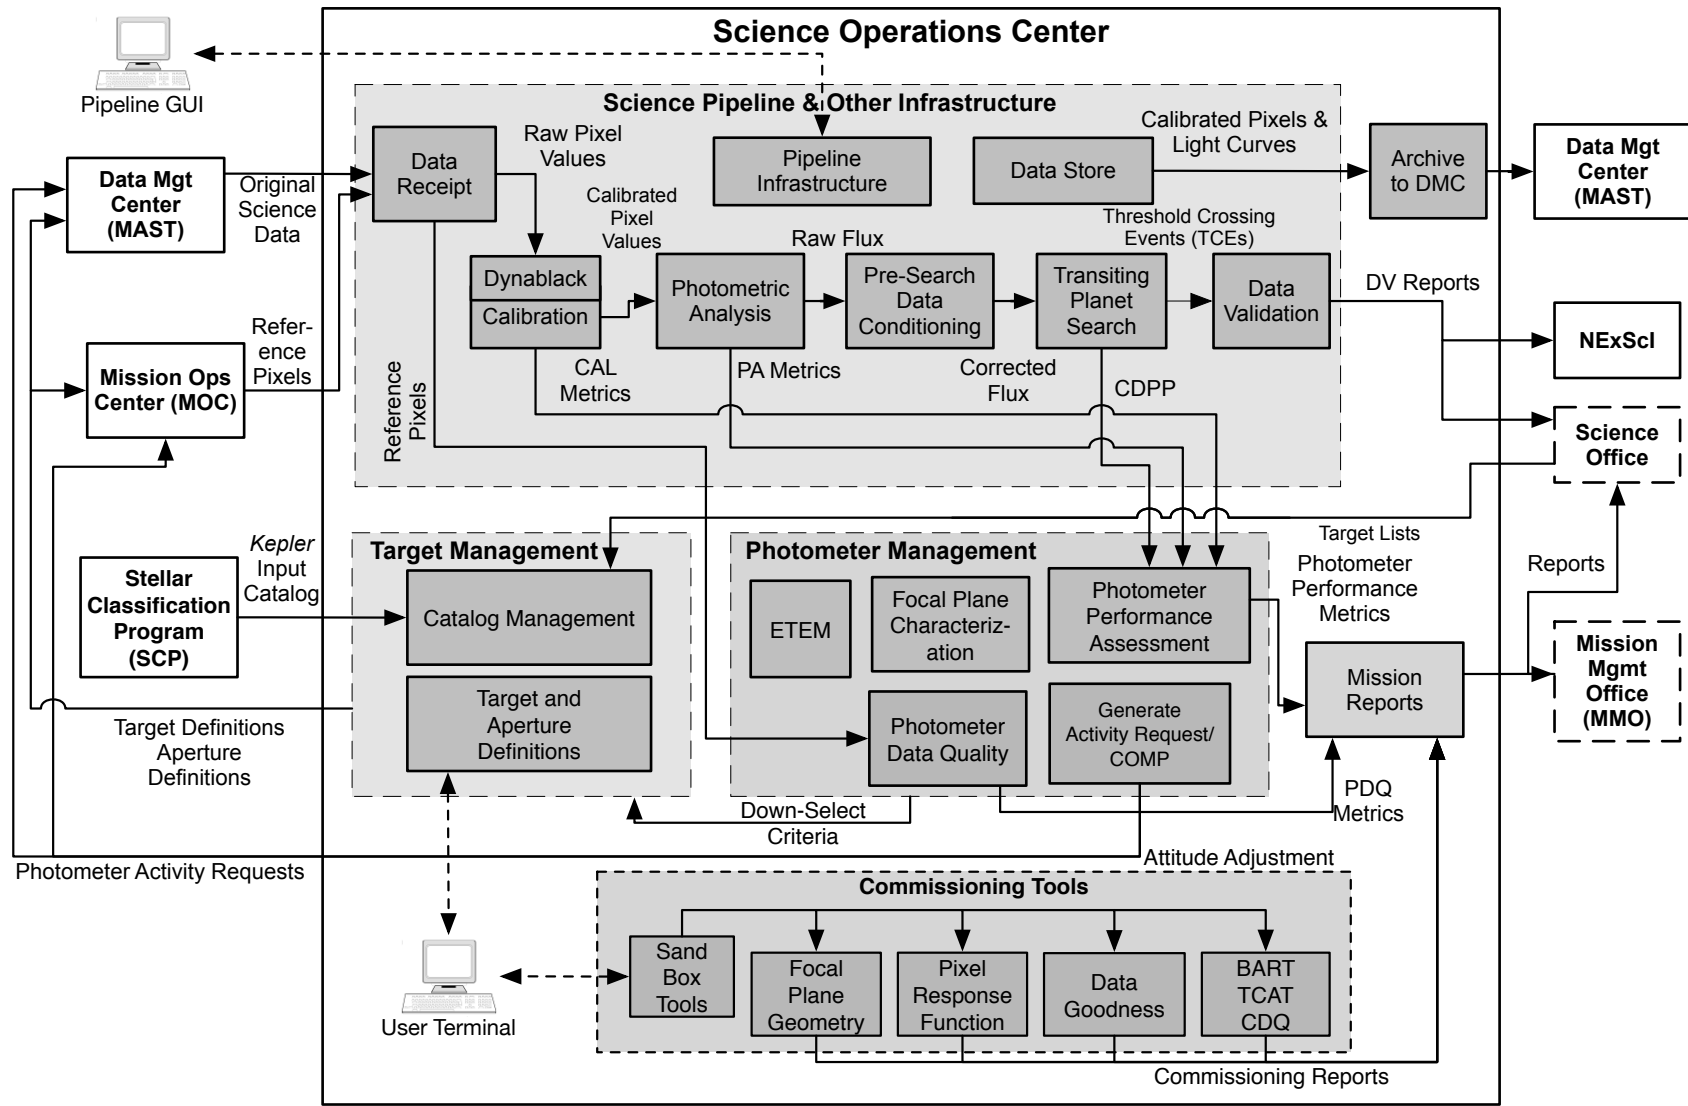 Science Operations Center
Pipeline GUI
Science Pipeline & Other Infrastructure
Data Mgt
Center
(MAST)
Original
Science
Data
Data
Receipt
Raw Pixel
Values
Pipeline
Infrastructure
Data Store
Calibrated Pixels &
Light Curves
Archive
to DMC
Data Mgt
Center
(MAST)
Calibrated
Pixel
Values
Raw Flux
Threshold Crossing
Events (TCEs)
Dynablack
Calibration
Photometric
Analysis
Pre-Search
Data
Conditioning
Transiting
Planet
Search
Data
Validation
DV Reports
NExScI
Mission Ops
Center (MOC)
Refer-
ence
Pixels
Reference
Pixels
CAL
Metrics
PA Metrics
Corrected
Flux
CDPP
Science
Office
Target Lists
Stellar
Classification
Program
(SCP)
Kepler
Input
Catalog
Target Management
Catalog Management
Target and
Aperture
Definitions
Photometer Management
ETEM
Focal Plane
Characteriz-
ation
Photometer
Performance
Assessment
Photometer
Data Quality
Generate
Activity Request/
COMP
Photometer
Performance
Metrics
Reports
Mission
Reports
Mission
Mgmt
Office
(MMO)
Target Definitions
Aperture
Definitions
Down-Select
Criteria
PDQ
Metrics
Photometer Activity Requests
Attitude Adjustment
Commissioning Tools
Sand
Box
Tools
Focal
Plane
Geometry
Pixel
Response
Function
Data
Goodness
BART
TCAT
CDQ
User Terminal
Commissioning Reports